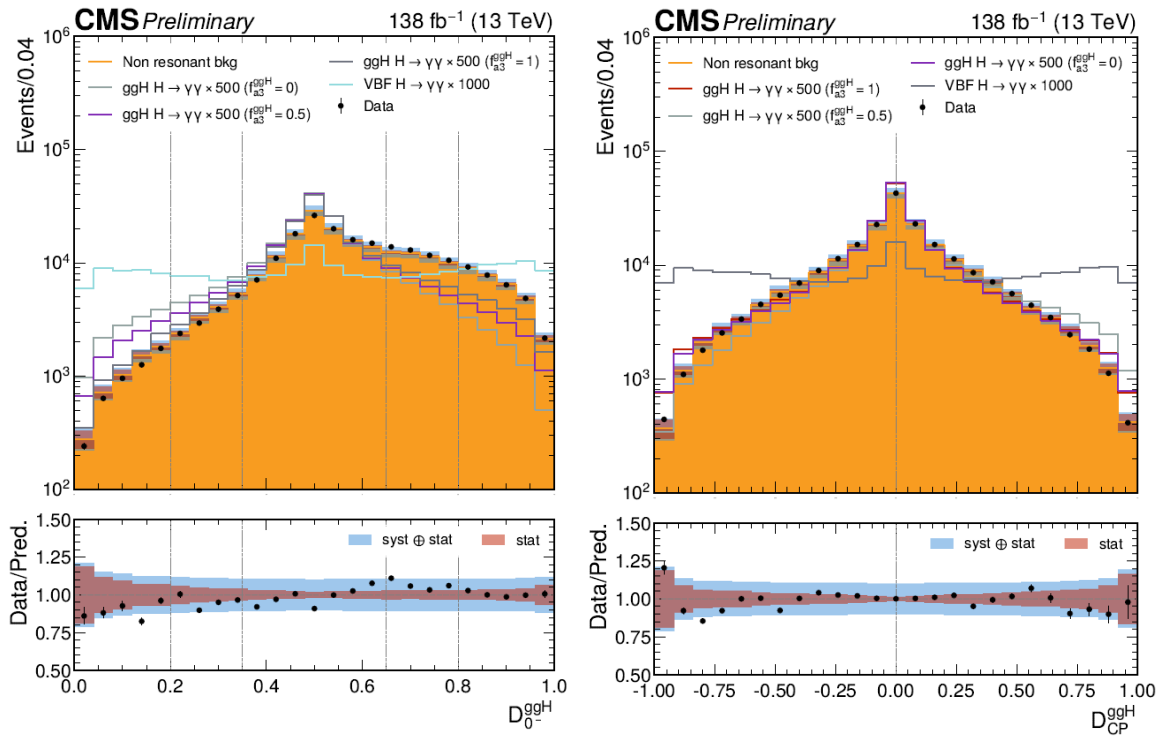 CMS Preliminary 138 fb⁻¹ (13 TeV)
Events/0.04
10⁶
10⁵
10⁴
10³
10²
Non resonant bkg
ggH H → γγ × 500 (f_a3^ggH = 0)
ggH H → γγ × 500 (f_a3^ggH = 0.5)
ggH H → γγ × 500 (f_a3^ggH = 1)
VBF H → γγ × 1000
Data
Data/Pred.
1.50
1.25
1.00
0.75
0.50
syst ⊕ stat
stat
0.0 0.2 0.4 0.6 0.8 1.0
D_0⁻^ggH
CMS Preliminary 138 fb⁻¹ (13 TeV)
Events/0.04
10⁶
10⁵
10⁴
10³
10²
Non resonant bkg
ggH H → γγ × 500 (f_a3^ggH = 1)
ggH H → γγ × 500 (f_a3^ggH = 0.5)
ggH H → γγ × 500 (f_a3^ggH = 0)
VBF H → γγ × 1000
Data
Data/Pred.
1.50
1.25
1.00
0.75
0.50
syst ⊕ stat
stat
-1.00 -0.75 -0.50 -0.25 0.00 0.25 0.50 0.75 1.00
D_CP^ggH